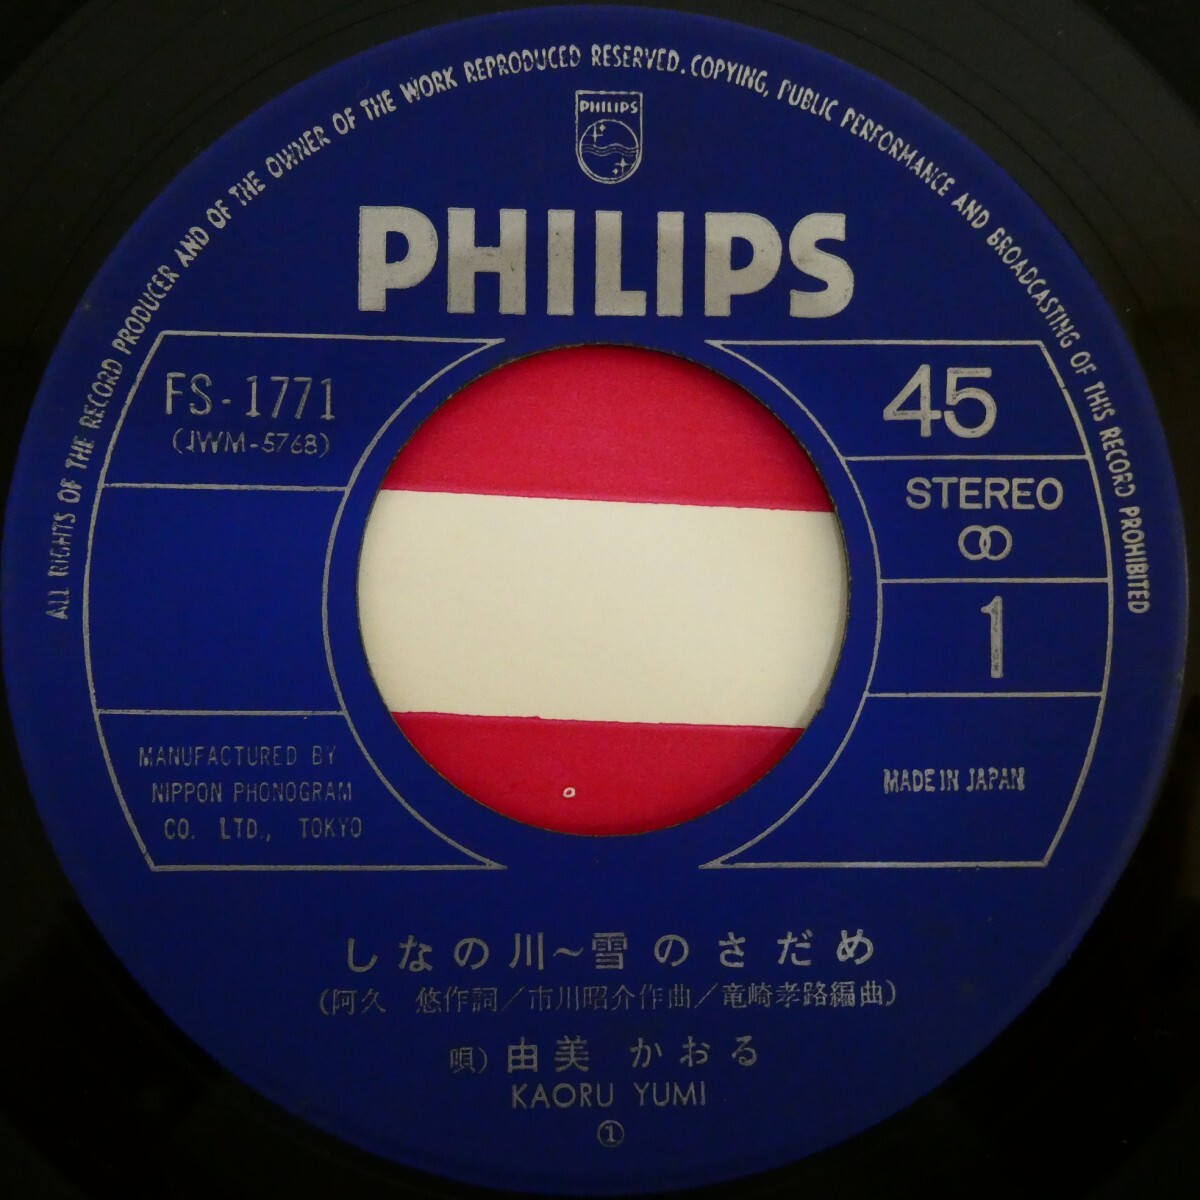 ALL RIGHTS OF THE RECORD PRODUCER AND OF THE OWNER OF THE WORK REPRODUCED RESERVED. COPYING, PUBLIC PERFORMANCE AND BROADCASTING OF THIS RECORD PROHIBITED
PHILIPS
PHILIPS
FS-1771
(JWM-5768)
45
STEREO
1
MANUFACTURED BY
NIPPON PHONOGRAM
CO. LTD., TOKYO
MADE IN JAPAN
しなの川～雪のさだめ
(阿久 悠作詞/市川昭介作曲/竜崎孝路編曲)
唄) 由美 かおる
KAORU YUMI
①